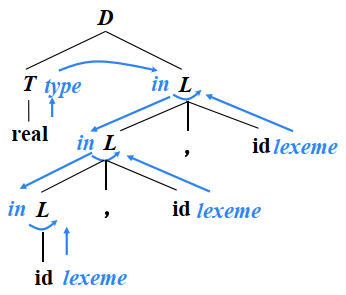 D
T type in L
real
in L , id lexeme
in L , id lexeme
id lexeme